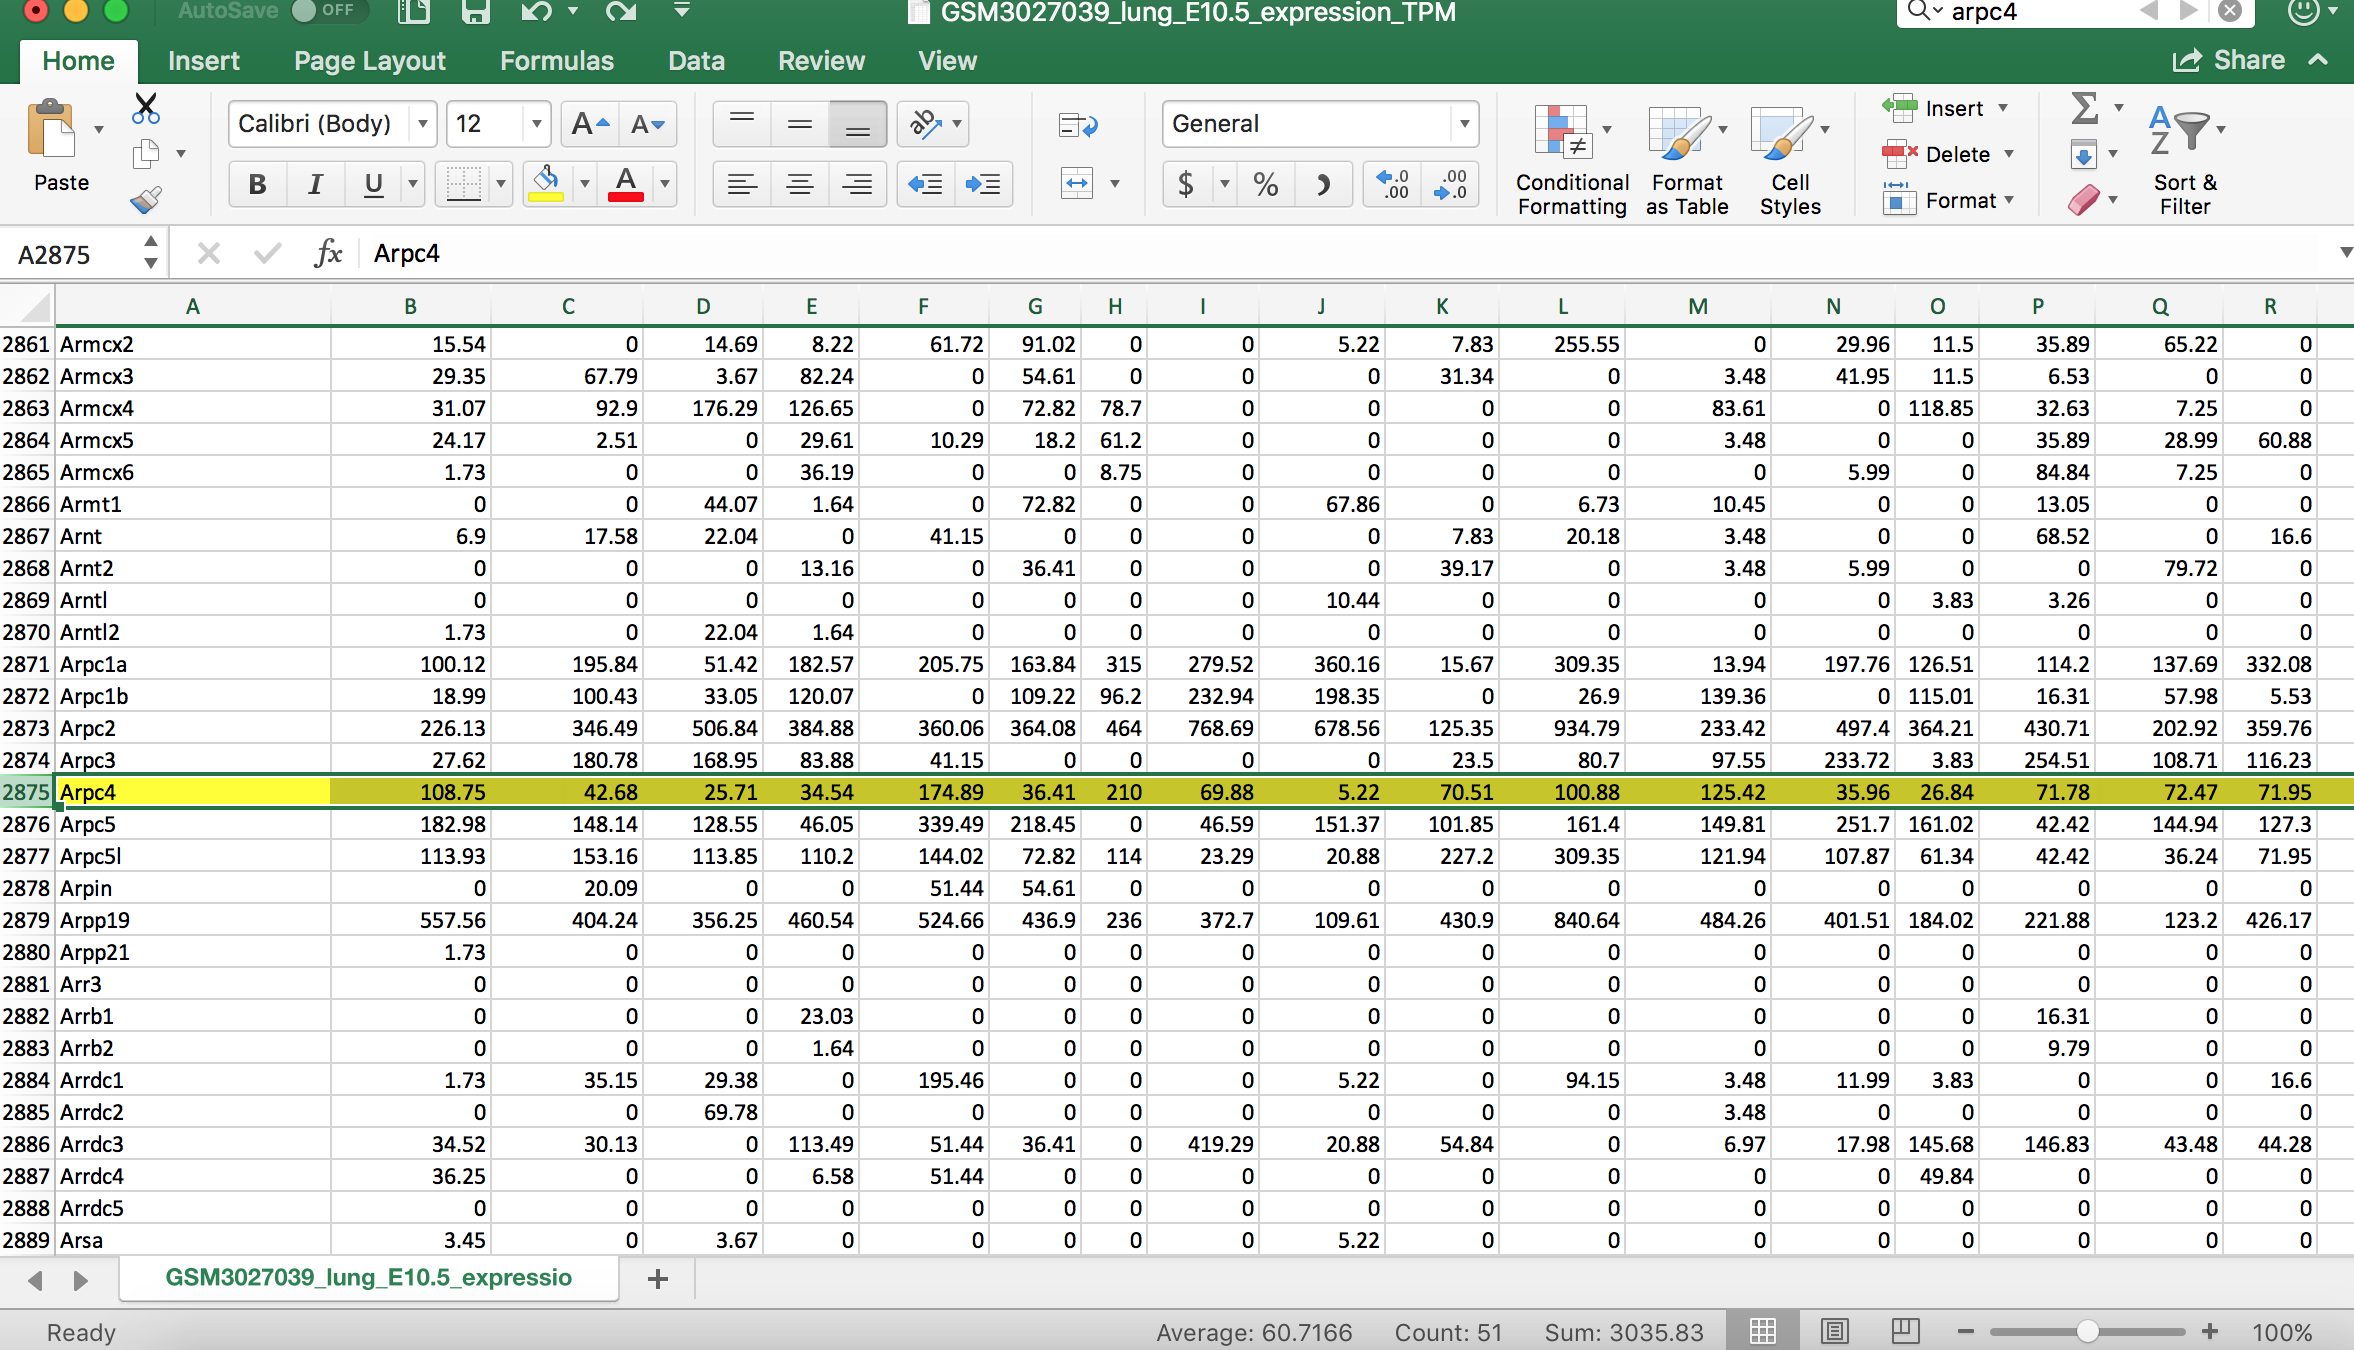 AutoSave OFF GSM3027039_lung_E10.5_expression_TPM arpc4
Home Insert Page Layout Formulas Data Review View Share
Paste Calibri (Body) 12 A A General Conditional Formatting Format as Table Cell Styles Insert Delete Format Sort & Filter
B I U A ab $ % .0 .00 .00 .0
A2875 fx Arpc4
A B C D E F G H I J K L M N O P Q R
2861 Armcx2 15.54 0 14.69 8.22 61.72 91.02 0 0 5.22 7.83 255.55 0 29.96 11.5 35.89 65.22 0
2862 Armcx3 29.35 67.79 3.67 82.24 0 54.61 0 0 0 31.34 0 3.48 41.95 11.5 6.53 0 0
2863 Armcx4 31.07 92.9 176.29 126.65 0 72.82 78.7 0 0 0 0 83.61 0 118.85 32.63 7.25 0
2864 Armcx5 24.17 2.51 0 29.61 10.29 18.2 61.2 0 0 0 0 3.48 0 0 35.89 28.99 60.88
2865 Armcx6 1.73 0 0 36.19 0 0 8.75 0 0 0 0 0 5.99 0 84.84 7.25 0
2866 Armt1 0 0 44.07 1.64 0 72.82 0 0 67.86 0 6.73 10.45 0 0 13.05 0 0
2867 Arnt 6.9 17.58 22.04 0 41.15 0 0 0 0 7.83 20.18 3.48 0 0 68.52 0 16.6
2868 Arnt2 0 0 0 13.16 0 36.41 0 0 0 39.17 0 3.48 5.99 0 0 79.72 0
2869 Arntl 0 0 0 0 0 0 0 0 10.44 0 0 0 0 3.83 3.26 0 0
2870 Arntl2 1.73 0 22.04 1.64 0 0 0 0 0 0 0 0 0 0 0 0 0
2871 Arpc1a 100.12 195.84 51.42 182.57 205.75 163.84 315 279.52 360.16 15.67 309.35 13.94 197.76 126.51 114.2 137.69 332.08
2872 Arpc1b 18.99 100.43 33.05 120.07 0 109.22 96.2 232.94 198.35 0 26.9 139.36 0 115.01 16.31 57.98 5.53
2873 Arpc2 226.13 346.49 506.84 384.88 360.06 364.08 464 768.69 678.56 125.35 934.79 233.42 497.4 364.21 430.71 202.92 359.76
2874 Arpc3 27.62 180.78 168.95 83.88 41.15 0 0 0 0 23.5 80.7 97.55 233.72 3.83 254.51 108.71 116.23
2875 Arpc4 108.75 42.68 25.71 34.54 174.89 36.41 210 69.88 5.22 70.51 100.88 125.42 35.96 26.84 71.78 72.47 71.95
2876 Arpc5 182.98 148.14 128.55 46.05 339.49 218.45 0 46.59 151.37 101.85 161.4 149.81 251.7 161.02 42.42 144.94 127.3
2877 Arpc5l 113.93 153.16 113.85 110.2 144.02 72.82 114 23.29 20.88 227.2 309.35 121.94 107.87 61.34 42.42 36.24 71.95
2878 Arpin 0 20.09 0 0 51.44 54.61 0 0 0 0 0 0 0 0 0 0 0
2879 Arpp19 557.56 404.24 356.25 460.54 524.66 436.9 236 372.7 109.61 430.9 840.64 484.26 401.51 184.02 221.88 123.2 426.17
2880 Arpp21 1.73 0 0 0 0 0 0 0 0 0 0 0 0 0 0 0 0
2881 Arr3 0 0 0 0 0 0 0 0 0 0 0 0 0 0 0 0 0
2882 Arrb1 0 0 0 23.03 0 0 0 0 0 0 0 0 0 0 16.31 0 0
2883 Arrb2 0 0 0 1.64 0 0 0 0 0 0 0 0 0 0 9.79 0 0
2884 Arrdc1 1.73 35.15 29.38 0 195.46 0 0 0 5.22 0 94.15 3.48 11.99 3.83 0 0 16.6
2885 Arrdc2 0 0 69.78 0 0 0 0 0 0 0 0 3.48 0 0 0 0 0
2886 Arrdc3 34.52 30.13 0 113.49 51.44 36.41 0 419.29 20.88 54.84 0 6.97 17.98 145.68 146.83 43.48 44.28
2887 Arrdc4 36.25 0 0 6.58 51.44 0 0 0 0 0 0 0 0 49.84 0 0 0
2888 Arrdc5 0 0 0 0 0 0 0 0 0 0 0 0 0 0 0 0 0
2889 Arsa 3.45 0 3.67 0 0 0 0 0 5.22 0 0 0 0 0 0 0 0
GSM3027039_lung_E10.5_expressio +
Ready Average: 60.7166 Count: 51 Sum: 3035.83 100%